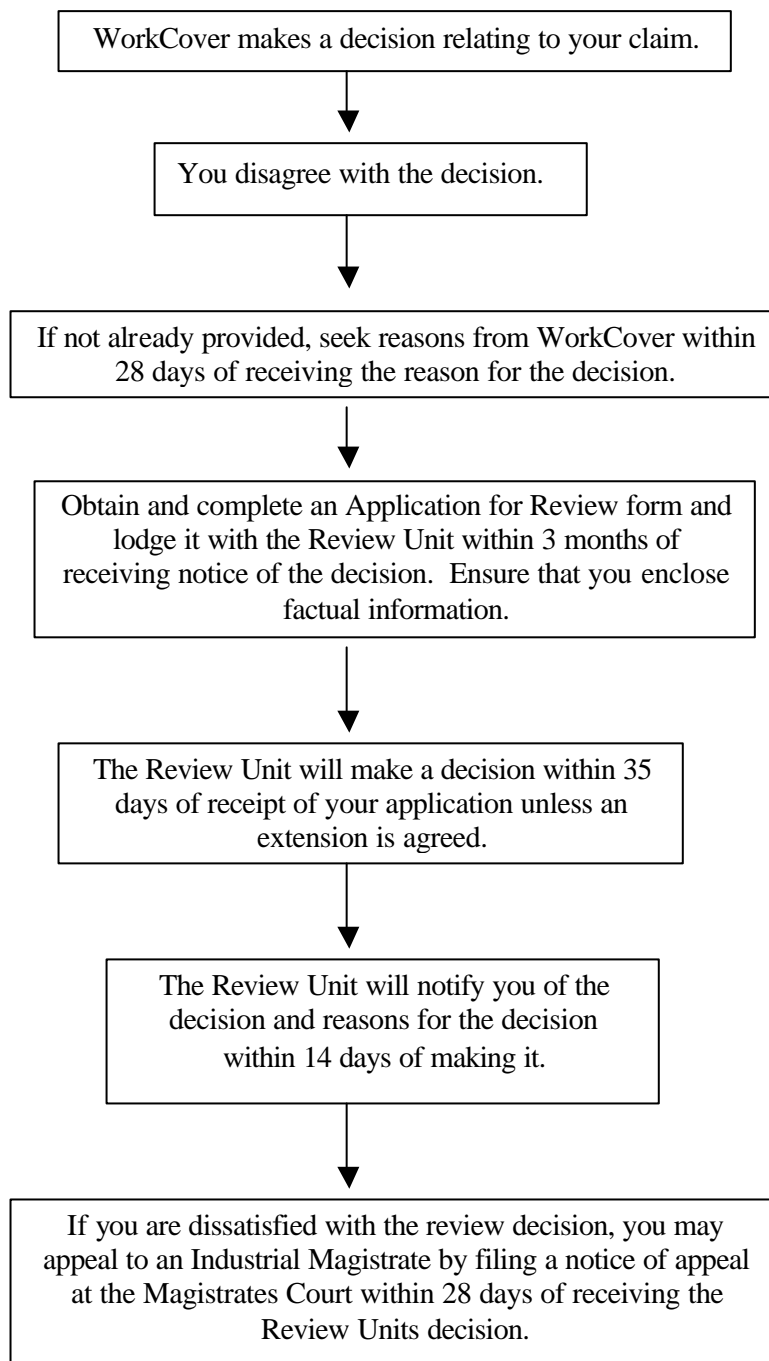 WorkCover makes a decision relating to your claim.
You disagree with the decision.
If not already provided, seek reasons from WorkCover within
28 days of receiving the reason for the decision.
Obtain and complete an Application for Review form and
lodge it with the Review Unit within 3 months of
receiving notice of the decision.  Ensure that you enclose
factual information.
The Review Unit will make a decision within 35
days of receipt of your application unless an
extension is agreed.
The Review Unit will notify you of the
decision and reasons for the decision
within 14 days of making it.
If you are dissatisfied with the review decision, you may
appeal to an Industrial Magistrate by filing a notice of appeal
at the Magistrates Court within 28 days of receiving the
Review Units decision.